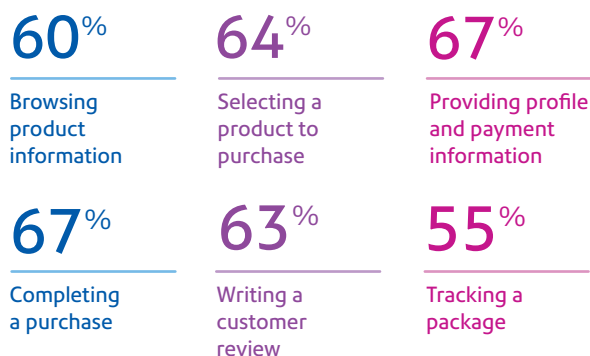 60%
Browsing
product
information
64%
Selecting a
product to
purchase
67%
Providing profile
and payment
information
67%
Completing
a purchase
63%
Writing a
customer
review
55%
Tracking a
package